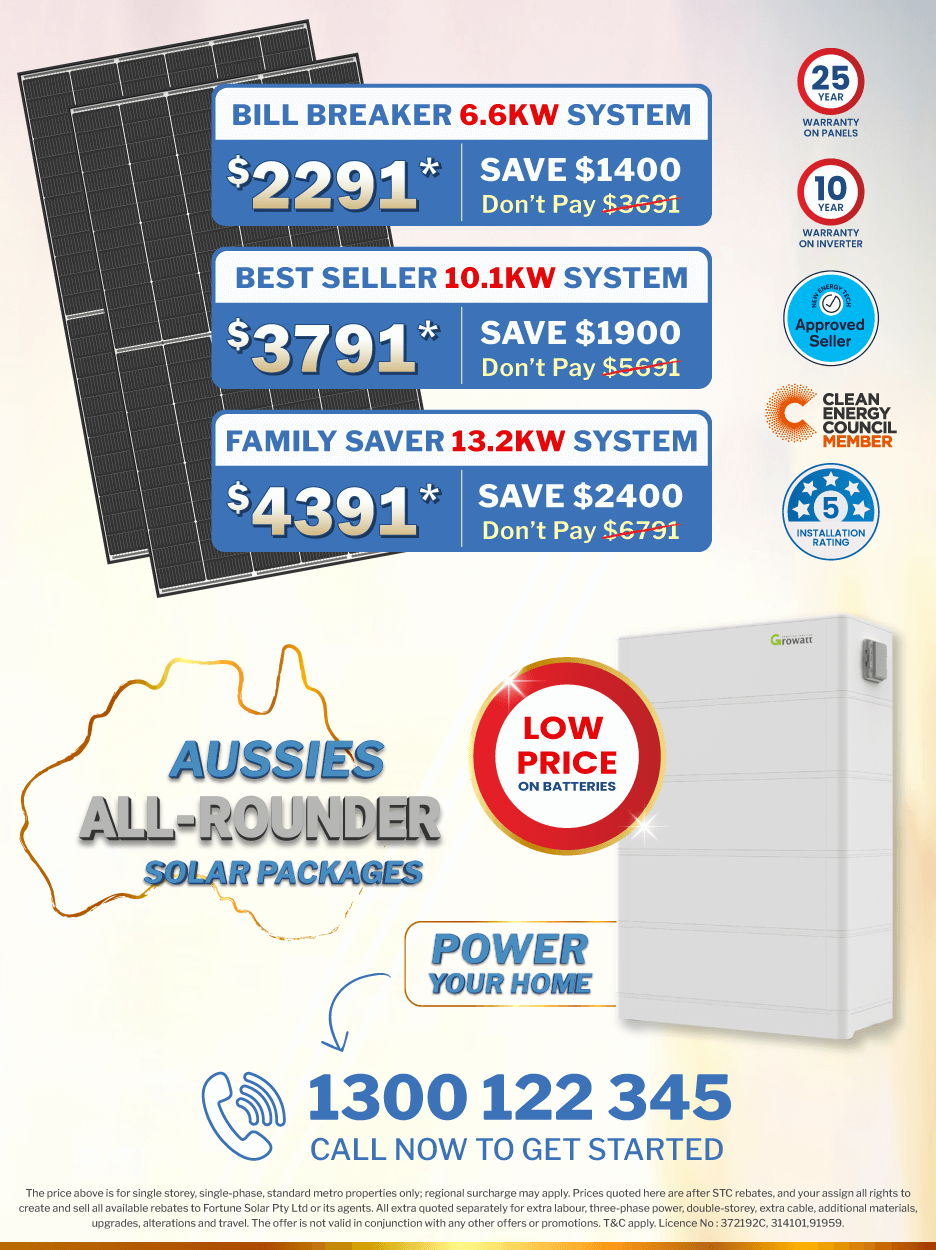 BILL BREAKER 6.6KW SYSTEM
$2291*
SAVE $1400
Don't Pay $3691
BEST SELLER 10.1KW SYSTEM
$3791*
SAVE $1900
Don't Pay $5691
FAMILY SAVER 13.2KW SYSTEM
$4391*
SAVE $2400
Don't Pay $6791
25
YEAR
WARRANTY
ON PANELS
10
YEAR
WARRANTY
ON INVERTER
NEW ENERGY TECH
Approved
Seller
CLEAN
ENERGY
COUNCIL
MEMBER
5
INSTALLATION
RATING
Growatt
AUSSIES
ALL-ROUNDER
SOLAR PACKAGES
LOW
PRICE
ON BATTERIES
POWER
YOUR HOME
1300 122 345
CALL NOW TO GET STARTED
The price above is for single storey, single-phase, standard metro properties only; regional surcharge may apply. Prices quoted here are after STC rebates, and your assign all rights to
create and sell all available rebates to Fortune Solar Pty Ltd or its agents. All extra quoted separately for extra labour, three-phase power, double-storey, extra cable, additional materials,
upgrades, alterations and travel. The offer is not valid in conjunction with any other offers or promotions. T&C apply. Licence No : 372192C, 314101,91959.